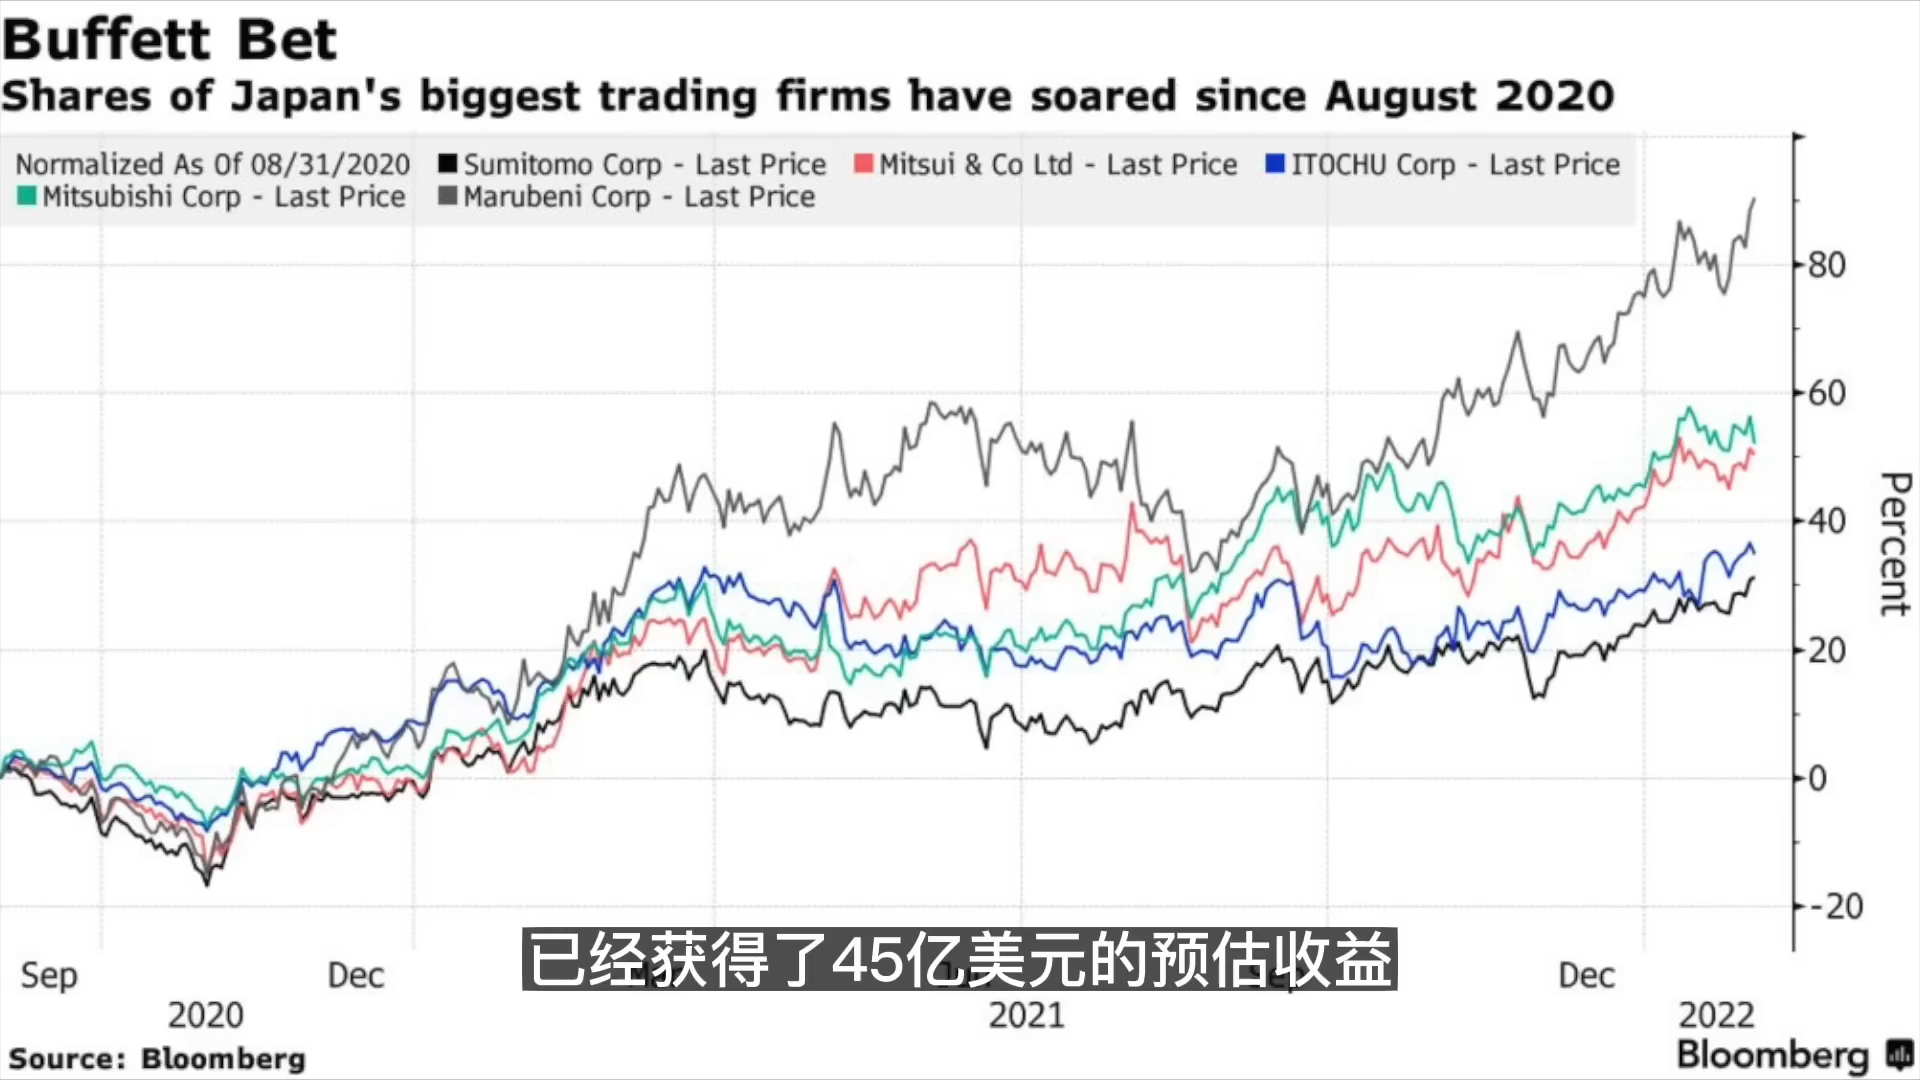 Buffett Bet
Shares of Japan's biggest trading firms have soared since August 2020
Normalized As Of 08/31/2020 Sumitomo Corp - Last Price Mitsui & Co Ltd - Last Price ITOCHU Corp - Last Price
Mitsubishi Corp - Last Price Marubeni Corp - Last Price
80
60
40
20
0
-20
Percent
已经获得了45亿美元的预估收益
Sep Dec Sep Dec
2020 2021 2022
Source: Bloomberg
Bloomberg